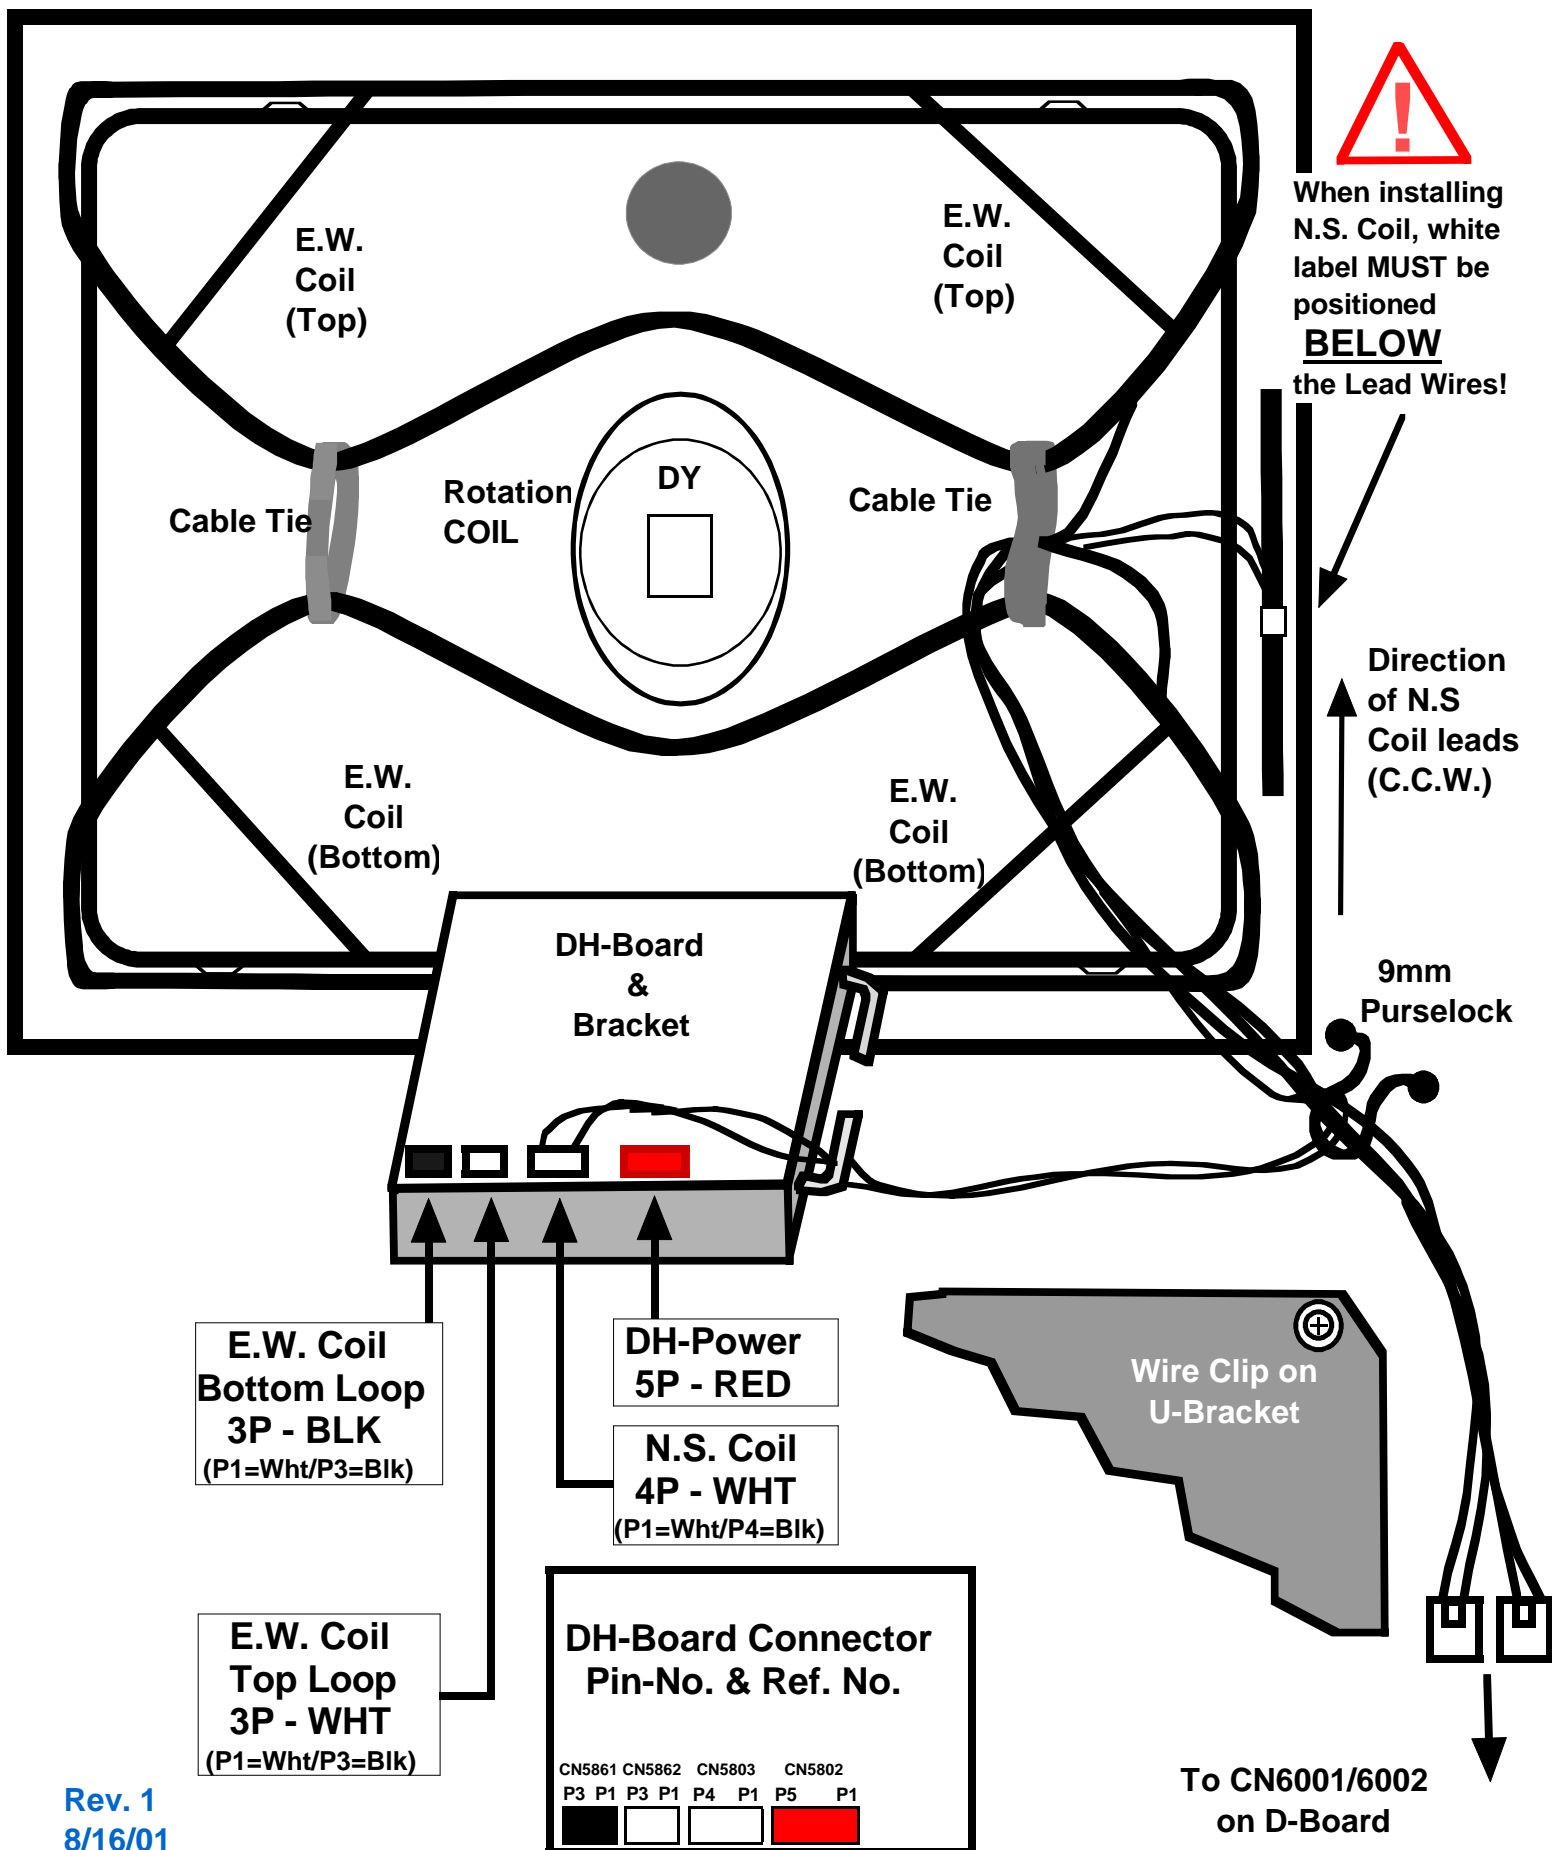 When installing
N.S. Coil, white
label MUST be
positioned
BELOW
the Lead Wires!
E.W.
Coil
(Top)
E.W.
Coil
(Top)
Rotation
COIL
DY
Cable Tie
Cable Tie
Direction
of N.S
Coil leads
(C.C.W.)
E.W.
Coil
(Bottom)
E.W.
Coil
(Bottom)
DH-Board
&
Bracket
9mm
Purselock
E.W. Coil
Bottom Loop
3P - BLK
(P1=Wht/P3=Blk)
DH-Power
5P - RED
N.S. Coil
4P - WHT
(P1=Wht/P4=Blk)
Wire Clip on
U-Bracket
E.W. Coil
Top Loop
3P - WHT
(P1=Wht/P3=Blk)
DH-Board Connector
Pin-No. & Ref. No.
CN5861 CN5862 CN5803 CN5802
P3 P1 P3 P1 P4 P1 P5 P1
To CN6001/6002
on D-Board
Rev. 1
8/16/01